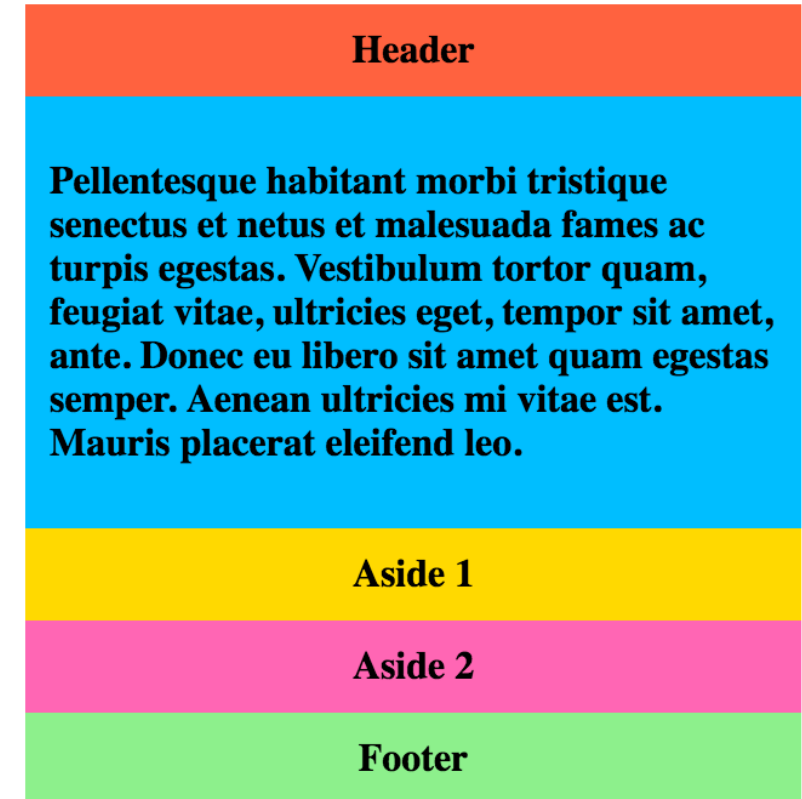 Header
Pellentesque habitant morbi tristique
senectus et netus et malesuada fames ac
turpis egestas. Vestibulum tortor quam,
feugiat vitae, ultricies eget, tempor sit amet,
ante. Donec eu libero sit amet quam egestas
semper. Aenean ultricies mi vitae est.
Mauris placerat eleifend leo.
Aside 1
Aside 2
Footer